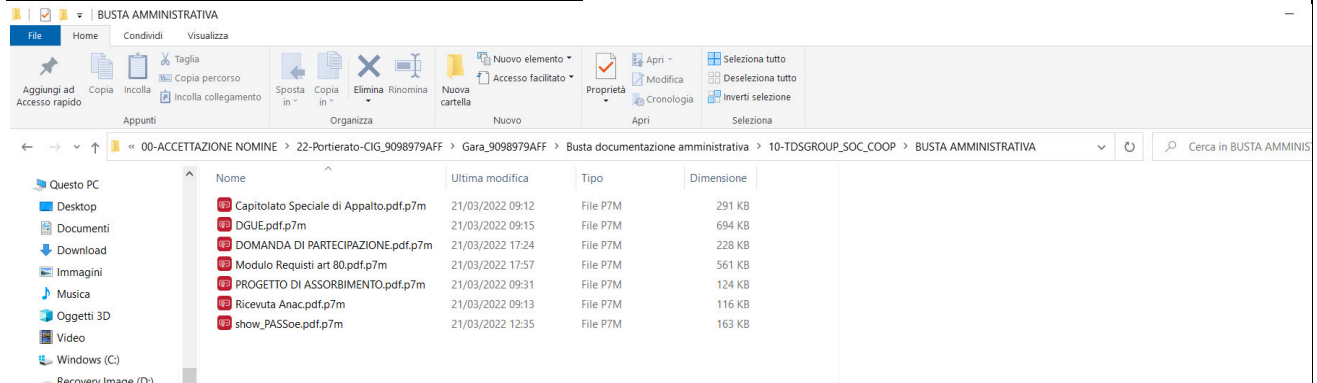 BUSTA AMMINISTRATIVA
File Home Condividi Visualizza
Aggiungi ad Accesso rapido
Copia
Incolla
Taglia
Copia percorso
Incolla collegamento
Appunti
Sposta in
Copia in
Elimina
Rinomina
Organizza
Nuova cartella
Nuovo elemento
Accesso facilitato
Nuovo
Proprietà
Apri
Modifica
Cronologia
Apri
Seleziona tutto
Deseleziona tutto
Inverti selezione
Seleziona
« 00-ACCETTAZIONE NOMINE > 22-Portierato-CIG_9098979AFF > Gara_9098979AFF > Busta documentazione amministrativa > 10-TDSGROUP_SOC_COOP > BUSTA AMMINISTRATIVA
Cerca in BUSTA AMMINIS
Questo PC
Desktop
Documenti
Download
Immagini
Musica
Oggetti 3D
Video
Windows (C:)
Recovery Image (D:)
Nome Ultima modifica Tipo Dimensione
Capitolato Speciale di Appalto.pdf.p7m 21/03/2022 09:12 File P7M 291 KB
DGUE.pdf.p7m 21/03/2022 09:15 File P7M 694 KB
DOMANDA DI PARTECIPAZIONE.pdf.p7m 21/03/2022 17:24 File P7M 228 KB
Modulo Requisti art 80.pdf.p7m 21/03/2022 17:57 File P7M 561 KB
PROGETTO DI ASSORBIMENTO.pdf.p7m 21/03/2022 09:31 File P7M 124 KB
Ricevuta Anac.pdf.p7m 21/03/2022 09:13 File P7M 116 KB
show_PASSoe.pdf.p7m 21/03/2022 12:35 File P7M 163 KB